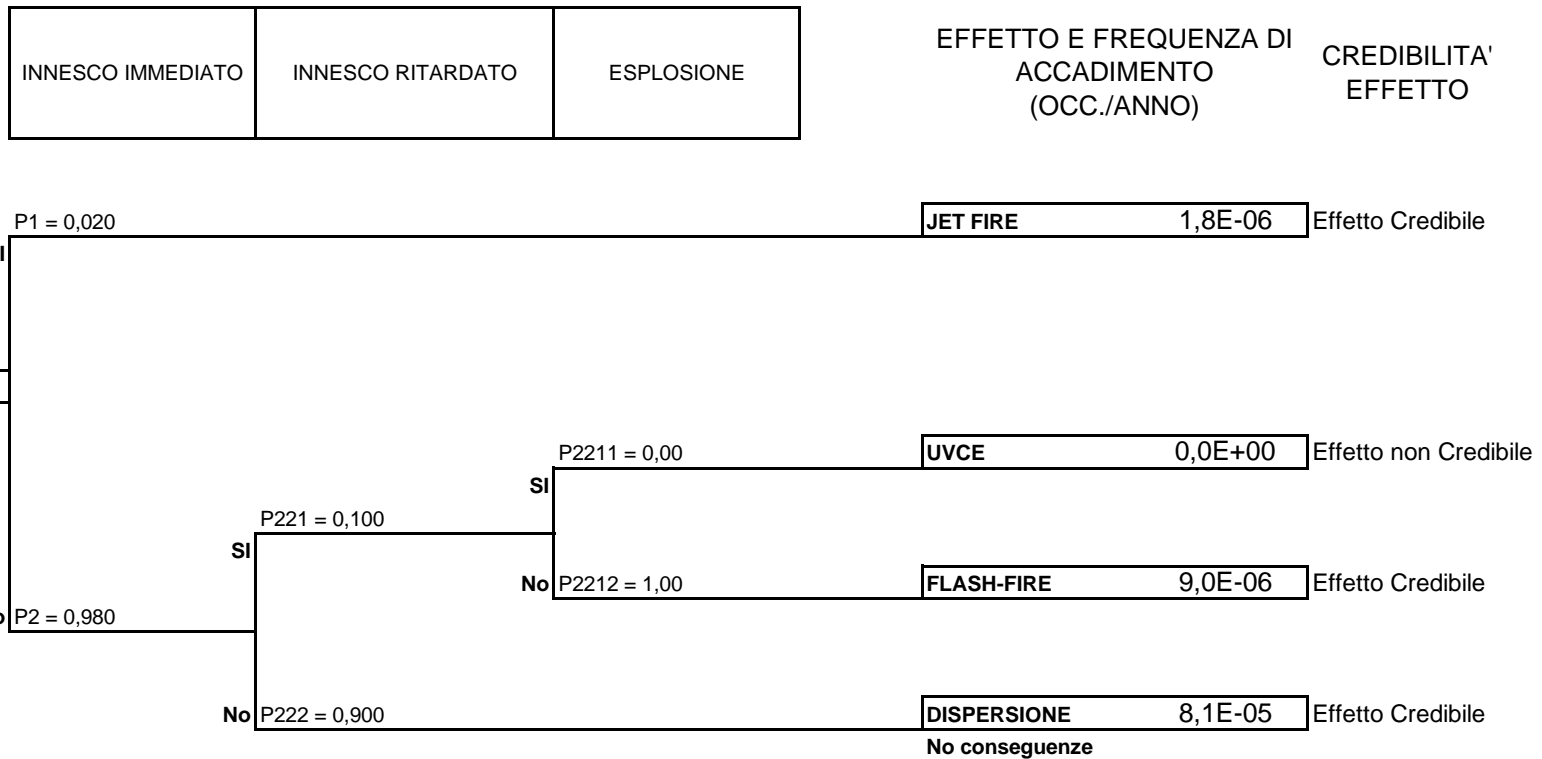 INNESCO IMMEDIATO
INNESCO RITARDATO
ESPLOSIONE
EFFETTO E FREQUENZA DI
ACCADIMENTO
(OCC./ANNO)
CREDIBILITA'
EFFETTO
P1 = 0,020
JET FIRE 1,8E-06 Effetto Credibile
P2211 = 0,00
UVCE 0,0E+00 Effetto non Credibile
SI
P221 = 0,100
SI
No P2212 = 1,00
FLASH-FIRE 9,0E-06 Effetto Credibile
P2 = 0,980
No P222 = 0,900
DISPERSIONE 8,1E-05 Effetto Credibile
No conseguenze